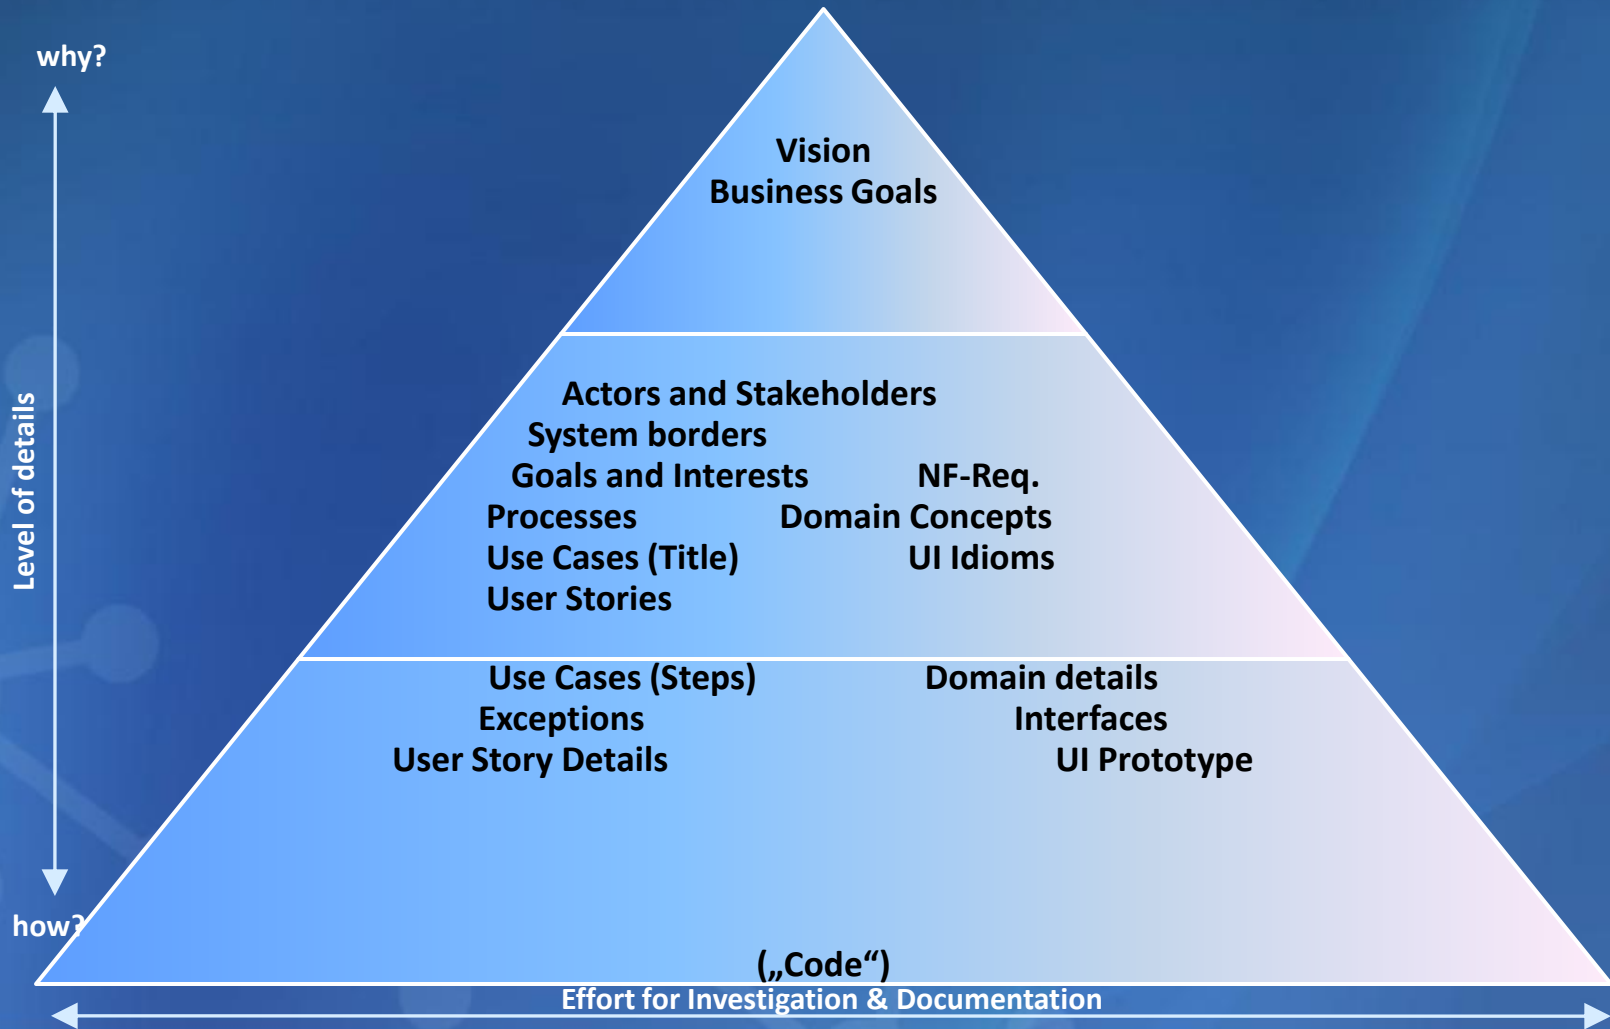 why?
Vision
Business Goals
Level of details
Actors and Stakeholders
System borders
Goals and Interests NF-Req.
Processes Domain Concepts
Use Cases (Title) UI Idioms
User Stories
Use Cases (Steps) Domain details
Exceptions Interfaces
User Story Details UI Prototype
how?
(„Code“)
Effort for Investigation & Documentation